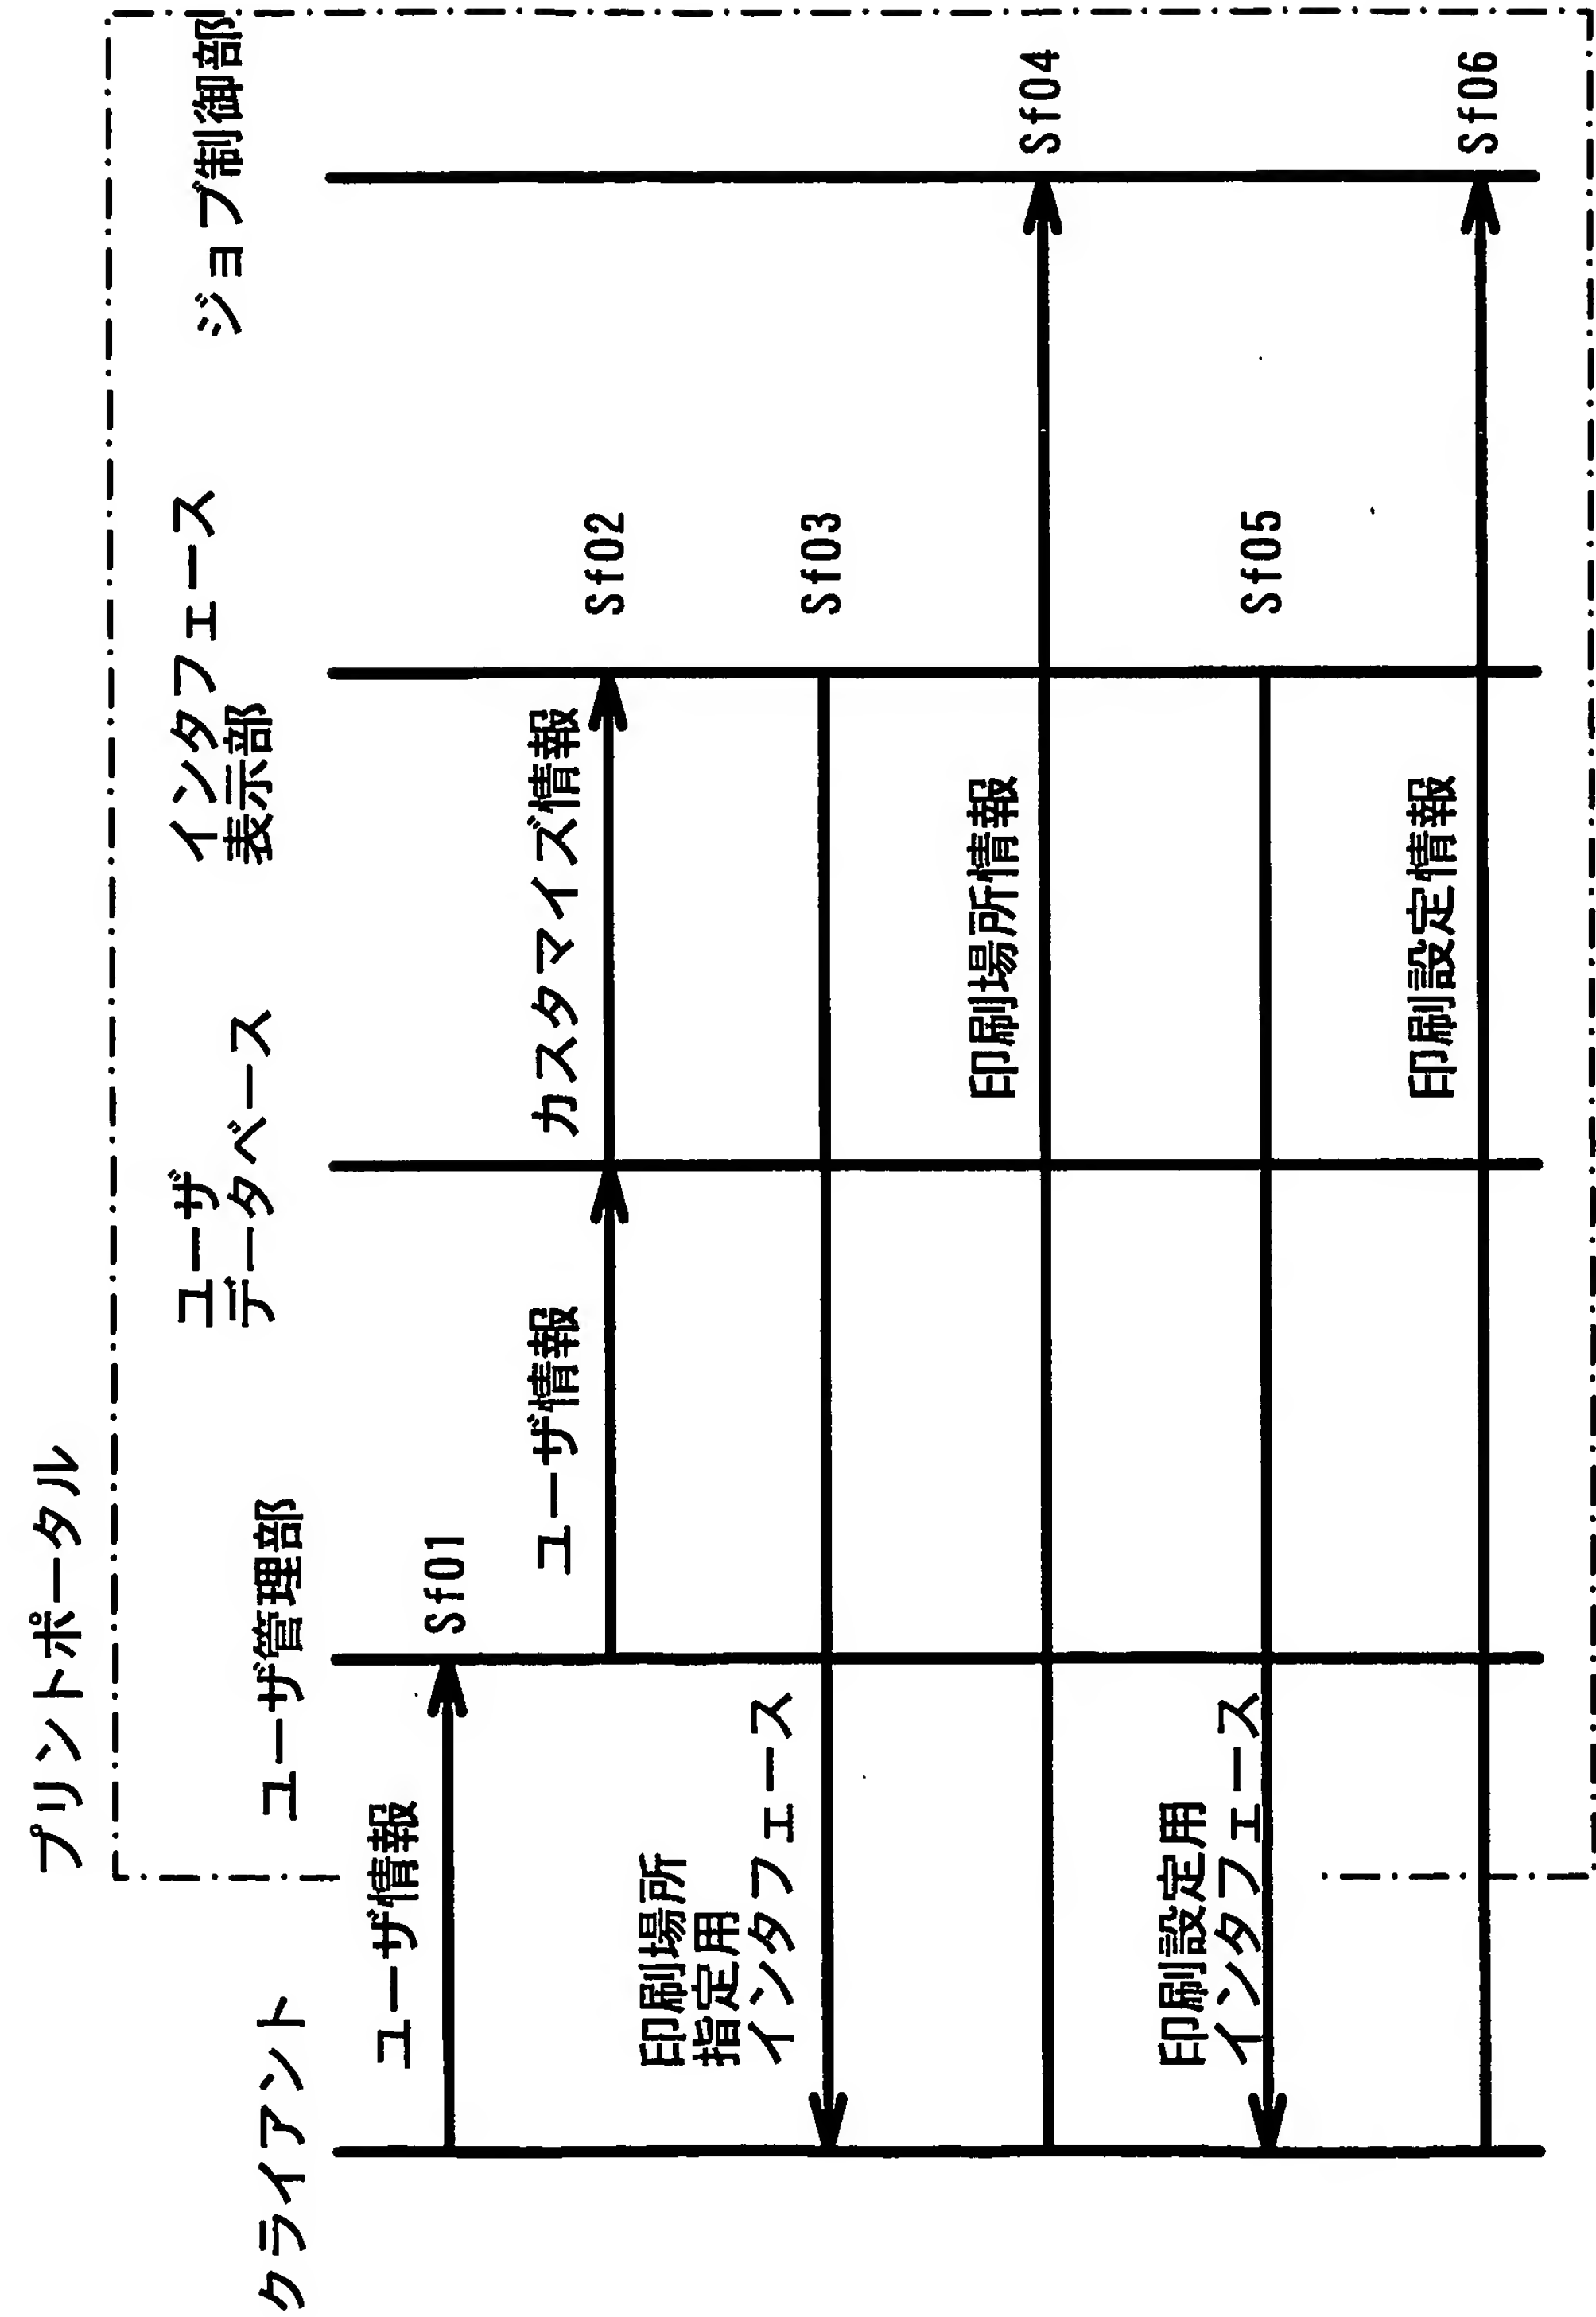 プリントポータル
クライアント
ユーザ管理部
ユーザ
データベース
インタフェース
表示部
ジョブ制御部
ユーザ情報
Sf01
ユーザ情報
カスタマイズ情報
Sf02
印刷場所
指定用
インタフェース
Sf03
印刷場所情報
Sf04
印刷設定用
インタフェース
Sf05
印刷設定情報
Sf06